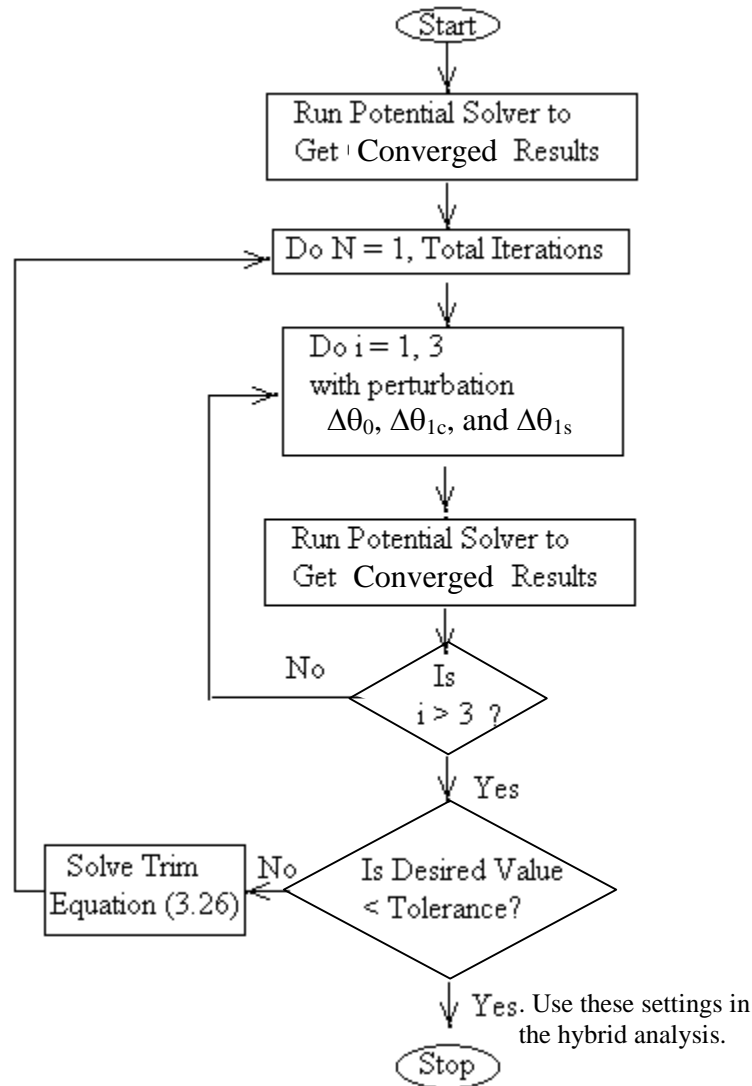 Start
Run Potential Solver to
Get Converged Results
Do N = 1, Total Iterations
Do i = 1, 3
with perturbation
Δθ₀, Δθ₁c, and Δθ₁s
Run Potential Solver to
Get Converged Results
No
Is
i > 3 ?
Yes
Solve Trim
Equation (3.26)
No
Is Desired Value
< Tolerance?
Yes. Use these settings in
the hybrid analysis.
Stop